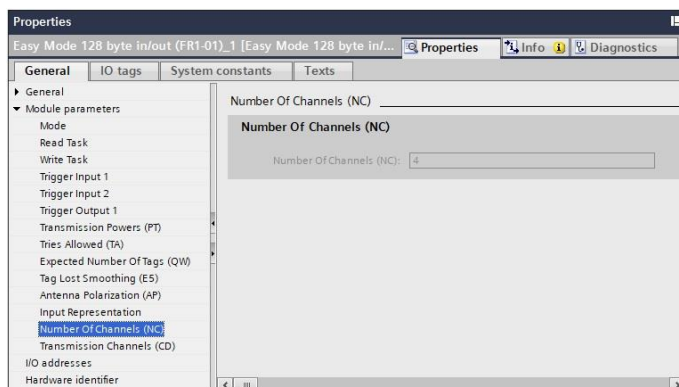 Properties
Easy Mode 128 byte in/out (FR1-01)_1 [Easy Mode 128 byte in/...
Properties
Info
Diagnostics
General
IO tags
System constants
Texts
General
Module parameters
Mode
Read Task
Write Task
Trigger Input 1
Trigger Input 2
Trigger Output 1
Transmission Powers (PT)
Tries Allowed (TA)
Expected Number Of Tags (QW)
Tag Lost Smoothing (E5)
Antenna Polarization (AP)
Input Representation
Number Of Channels (NC)
Transmission Channels (CD)
I/O addresses
Hardware identifier
Number Of Channels (NC)
Number Of Channels (NC)
Number Of Channels (NC): 4